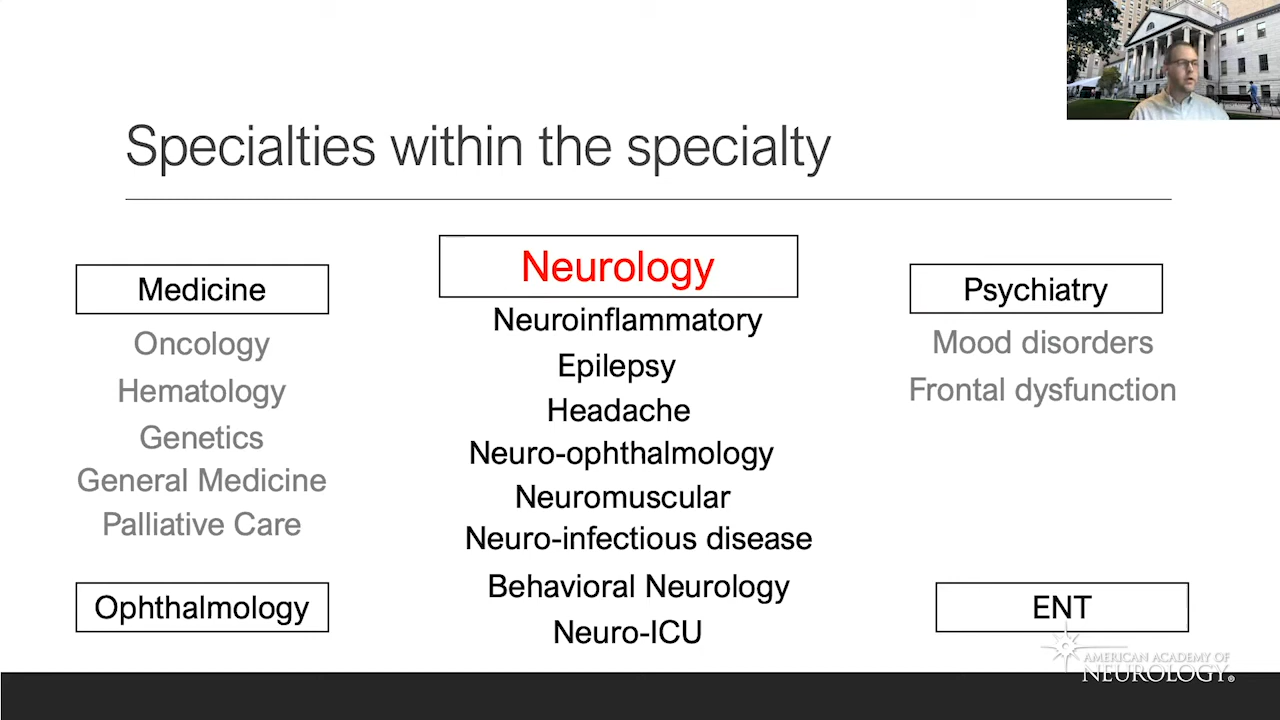 Specialties within the specialty
Medicine
Oncology
Hematology
Genetics
General Medicine
Palliative Care
Ophthalmology
Neurology
Neuroinflammatory
Epilepsy
Headache
Neuro-ophthalmology
Neuromuscular
Neuro-infectious disease
Behavioral Neurology
Neuro-ICU
Psychiatry
Mood disorders
Frontal dysfunction
ENT
AMERICAN ACADEMY OF
NEUROLOGY®